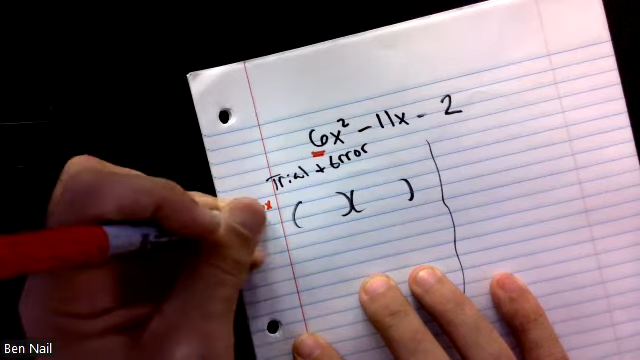 6x² - 11x - 2
Trial + Error
x ( )( )
Ben Nail